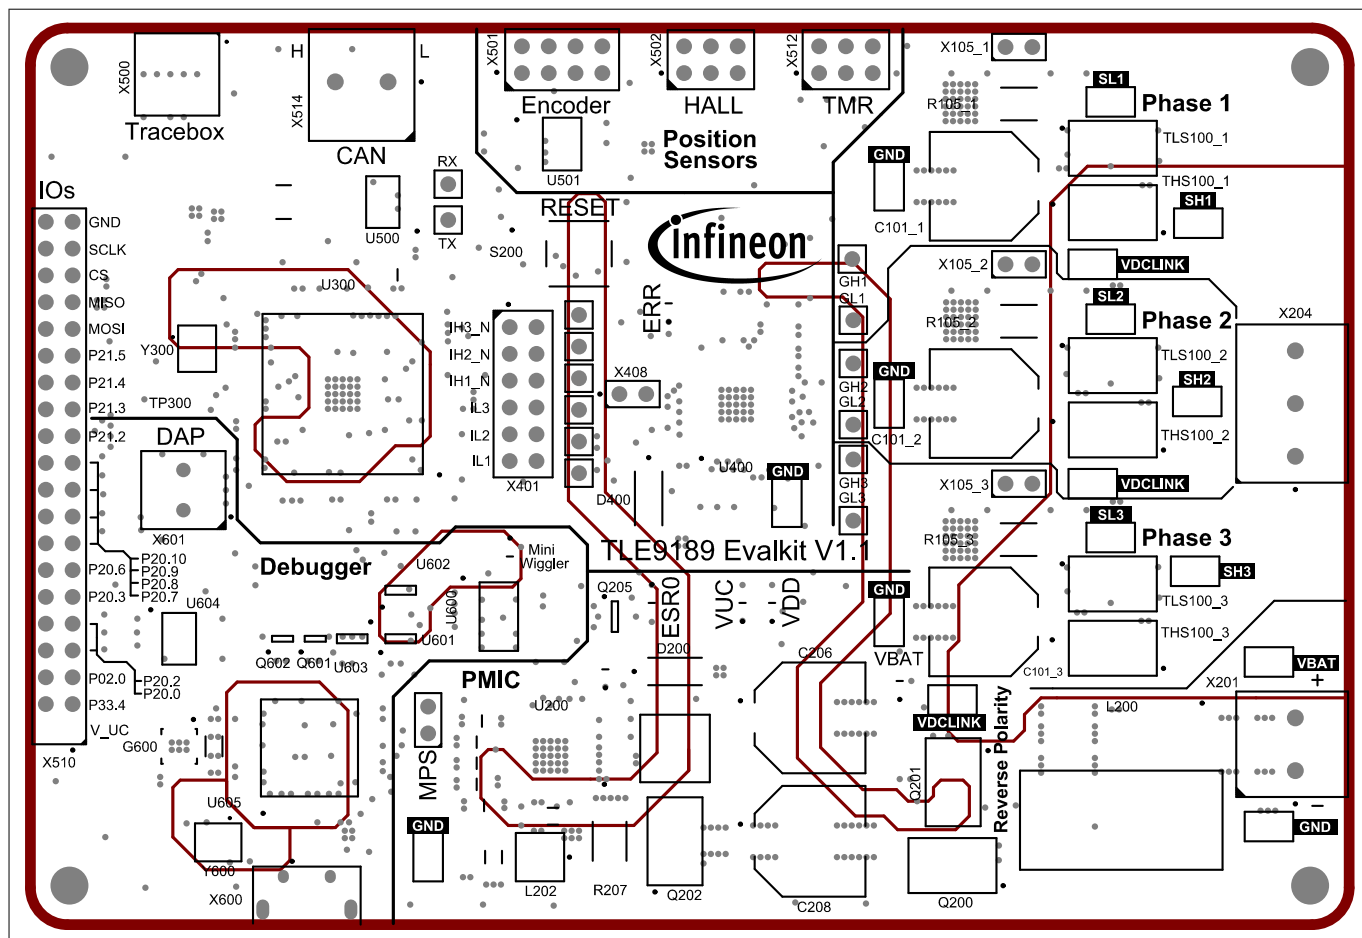 X500
Tracebox
H
L
X514
CAN
X501
Encoder
X502
HALL
X512
TMR
Position
Sensors
U501
X105_1
R105_1
SL1
Phase 1
TLS100_1
THS100_1
SH1
GND
C101_1
VDCLINK
RX
TX
U500
IOs
GND
SCLK
CS
MISO
MOSI
P21.5
P21.4
P21.3
P21.2
P20.10
P20.9
P20.8
P20.7
P20.6
P20.3
P20.2
P20.0
P02.0
P33.4
V_UC
X510
RESET
S200
infineon
U300
Y300
TP300
DAP
X601
IH3_N
IH2_N
IH1_N
IL3
IL2
IL1
X401
ERR
X408
GH1
GL1
GH2
GL2
GH3
GL3
X105_2
R105_2
SL2
Phase 2
TLS100_2
SH2
THS100_2
GND
C101_2
VDCLINK
X204
U400
GND
D400
TLE9189 Evalkit V1.1
X105_3
R105_3
SL3
Phase 3
SH3
TLS100_3
THS100_3
GND
C101_3
VBAT
Debugger
U602
Mini
Wiggler
U600
U601
U603
Q601
Q602
U604
G600
U605
Y600
X600
Q205
ESR0
VUC
VDD
D200
PMIC
U200
MPS
GND
L202
R207
Q202
C206
C208
VDCLINK
Q201
Q200
Reverse Polarity
L200
VBAT
X201
+
−
GND